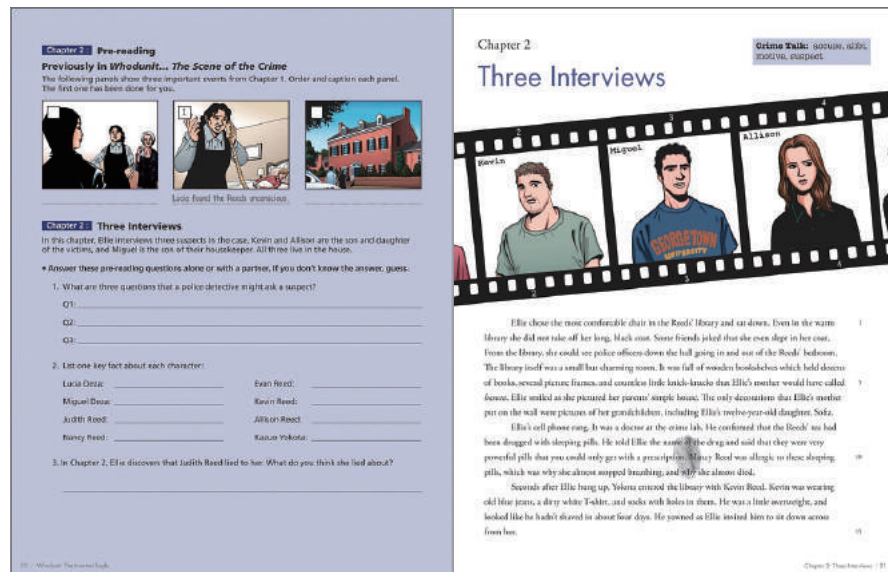 Chapter 2: Pre-reading
Previously in Whodunit... The Scene of the Crime
The following panels show three important events from Chapter 1. Order and caption each panel.
The first one has been done for you.
1
Lucia found the Reeds unconscious.
Chapter 2: Three Interviews
In this chapter, Ellie interviews three suspects in the case. Kevin and Allison are the son and daughter
of the victims, and Miguel is the son of their housekeeper. All three live in the house.
• Answer these pre-reading questions alone or with a partner. If you don't know the answer, guess.
1. What are three questions that a police detective might ask a suspect?
Q1:
Q2:
Q3:
2. List one key fact about each character:
Lucia Deza: Evan Reed:
Miguel Deza: Kevin Reed:
Judith Reed: Allison Reed:
Nancy Reed: Kazuo Yokota:
3. In Chapter 2, Ellie discovers that Judith Reed lied to her. What do you think she lied about?
Chapter 2
Crime Talk: accuse, alibi,
motive, suspect
Three Interviews
2 3 4
Kevin Miguel Allison
GEORGETOWN
UNIVERSITY
2 3 4
Ellie chose the most comfortable chair in the Reeds' library and sat down. Even in the warm 1
library she did not take off her long, black coat. Some friends joked that she even slept in her coat.
From the library, she could see police officers down the hall going in and out of the Reeds' bedroom.
The library itself was a small but charming room. It was full of wooden bookshelves which held dozens
of books, several picture frames, and countless little knick-knacks that Ellie's mother would have called 5
Ellie smiled as she pictured her parents' simple house. The only decorations that Ellie's mother
put on the wall were pictures of her grandchildren, including Ellie's twelve-year-old daughter, Sofia.
Ellie's cell phone rang. It was a doctor at the crime lab. He confirmed that the Reeds' tea had
been drugged with sleeping pills. He told Ellie the name of the drug and said that they were very
powerful pills that you could only get with a prescription. Nancy Reed was allergic to these sleeping 10
pills, which was why she almost stopped breathing, and why she almost died.
Seconds after Ellie hung up, Yokota entered the library with Kevin Reed. Kevin was wearing
old blue jeans, a dirty white T-shirt, and socks with holes in them. He was a little overweight, and
looked like he hadn't shaved in about four days. He yawned as Ellie invited him to sit down across
from her. 15
Chapter 2: Three Interviews | 21